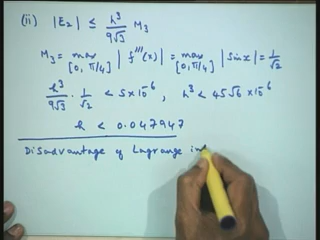 (ii) |E₂| ≤ h³/9√3 M₃
M₃ = max [0, π/4] |f'''(x)| = max [0, π/4] |sin x| = 1/√2
h³/9√3 · 1/√2 < 5×10⁻⁶ , h³ < 45√6 ×10⁻⁶
h < 0.047947
Disadvantage of Lagrange in